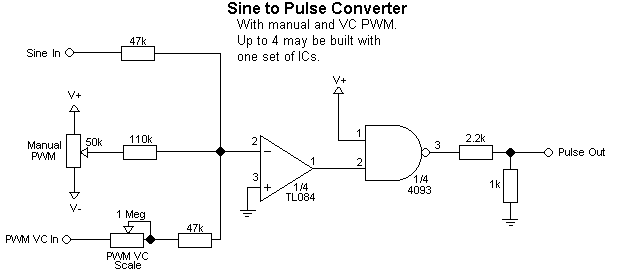 Sine to Pulse Converter
With manual and VC PWM.
Up to 4 may be built with
one set of ICs.
Sine In
47k
V+
Manual
PWM
50k
110k
V-
PWM VC In
1 Meg
PWM VC
Scale
47k
2
3
-
+
1
1/4
TL084
V+
1
2
3
1/4
4093
2.2k
1k
Pulse Out